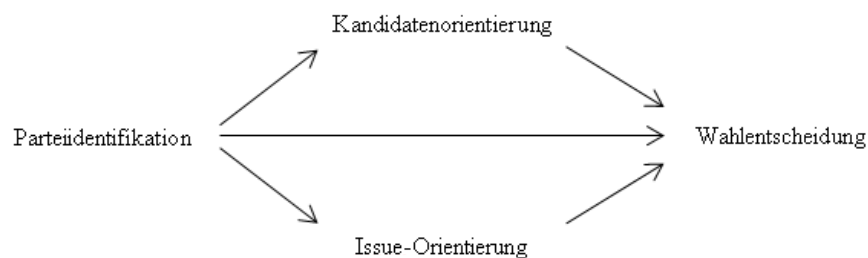 Kandidatenorientierung
Parteiidentifikation
Wahlentscheidung
Issue-Orientierung